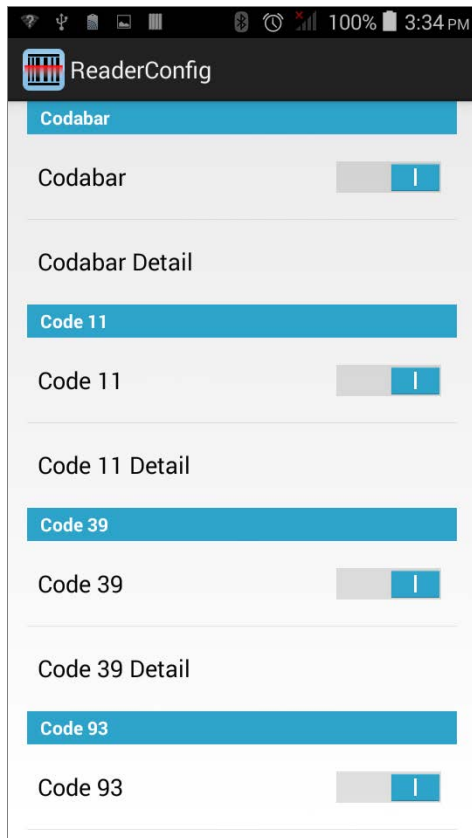 100% 3:34 PM
ReaderConfig
Codabar
Codabar
Codabar Detail
Code 11
Code 11
Code 11 Detail
Code 39
Code 39
Code 39 Detail
Code 93
Code 93